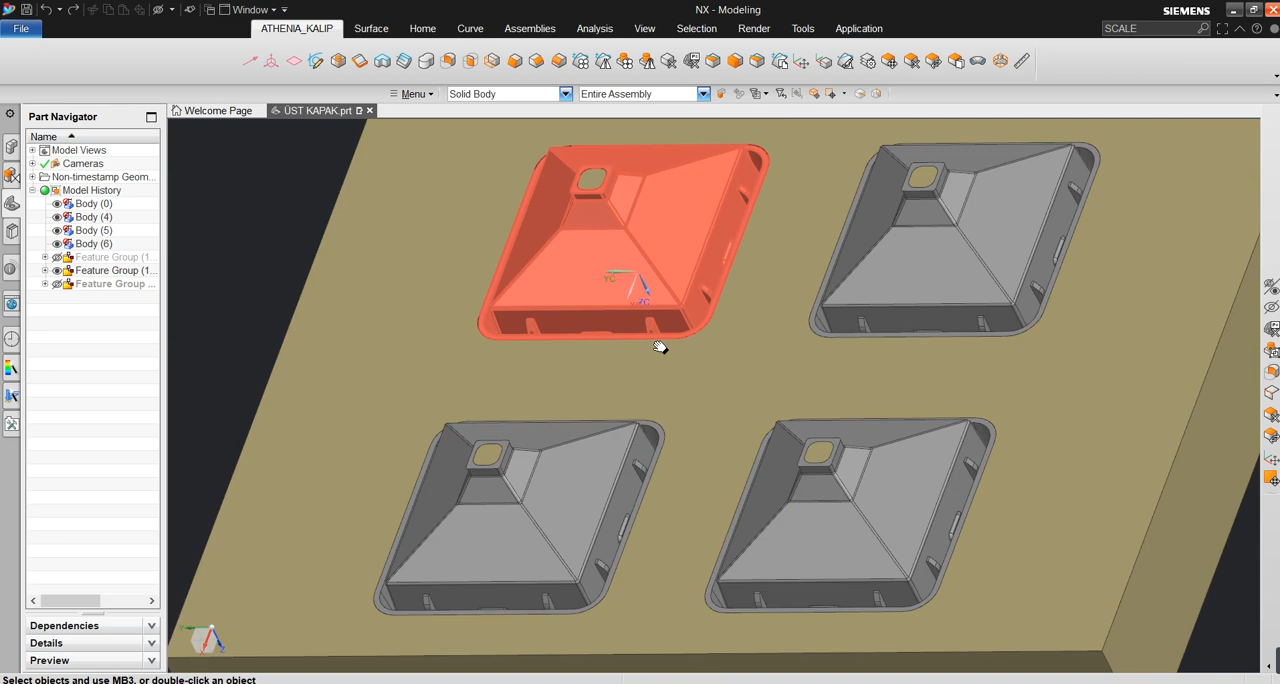 Window
NX - Modeling
SIEMENS
File
ATHENIA_KALIP
Surface
Home
Curve
Assemblies
Analysis
View
Selection
Render
Tools
Application
SCALE
Menu
Solid Body
Entire Assembly
Part Navigator
Welcome Page
ÜST KAPAK.prt
Name
Model Views
Cameras
Non-timestamp Geom...
Model History
Body (0)
Body (4)
Body (5)
Body (6)
Feature Group (1...
Feature Group (1...
Feature Group ...
YC
ZC
Dependencies
Details
Preview
Select objects and use MB3, or double-click an object